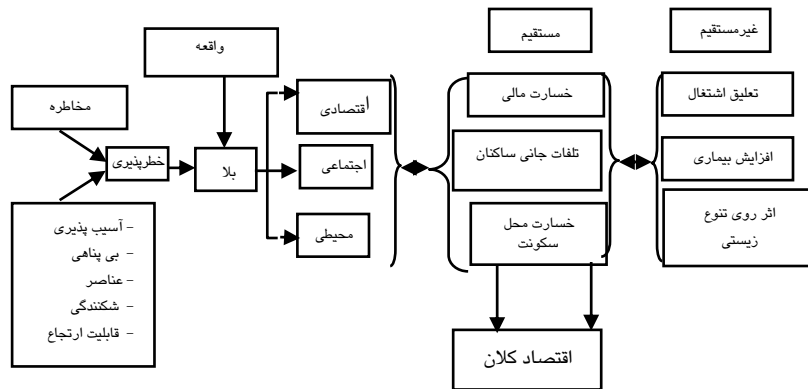 واقعه
مستقیم
غیرمستقیم
مخاطره
أقتصادی
خسارت مالی
تعلیق اشتغال
خطرپذیری
بلا
اجتماعی
تلفات جانی ساکنان
افزایش بیماری
محیطی
خسارت محل
سکونت
اثر روی تنوع
زیستی
- آسیب پذیری
- بی پناهی
- عناصر
- شکنندگی
- قابلیت ارتجاع
اقتصاد کلان